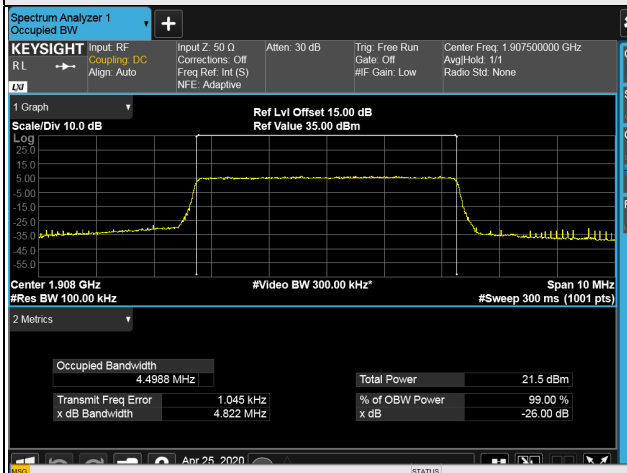 Spectrum Analyzer 1
Occupied BW
+
KEYSIGHT
RL
LXI
Input: RF
Coupling: DC
Align: Auto
Input Z: 50 Ω
Corrections: Off
Freq Ref: Int (S)
NFE: Adaptive
Atten: 30 dB
Trig: Free Run
Gate: Off
#IF Gain: Low
Center Freq: 1.907500000 GHz
Avg|Hold: 1/1
Radio Std: None
1 Graph
Scale/Div 10.0 dB
Ref Lvl Offset 15.00 dB
Ref Value 35.00 dBm
Log
25.0
15.0
5.00
-5.00
-15.0
-25.0
-35.0
-45.0
-55.0
Center 1.908 GHz
#Video BW 300.00 kHz*
Span 10 MHz
#Res BW 100.00 kHz
#Sweep 300 ms (1001 pts)
2 Metrics
Occupied Bandwidth
4.4988 MHz
Total Power 21.5 dBm
Transmit Freq Error 1.045 kHz
% of OBW Power 99.00 %
x dB Bandwidth 4.822 MHz
x dB -26.00 dB
Apr 25, 2020
MSG
STATUS